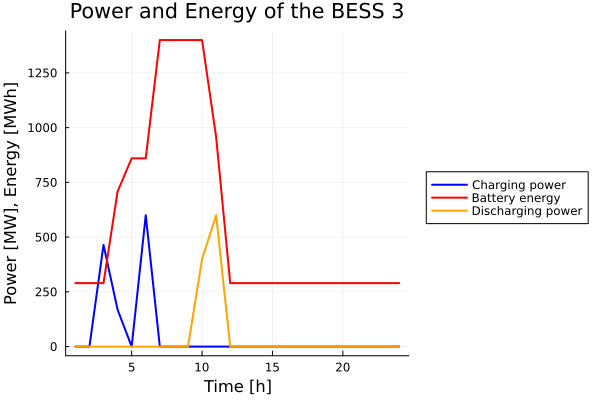 Power and Energy of the BESS 3
Power [MW], Energy [MWh]
1250
1000
750
500
250
0
5
10
15
20
Time [h]
Charging power
Battery energy
Discharging power